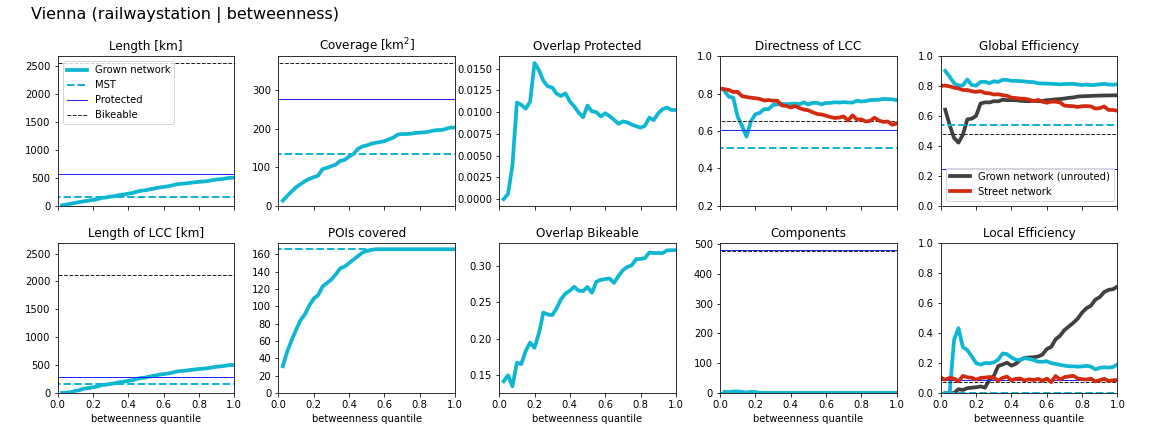 Vienna (railwaystation | betweenness)
Length [km]
Coverage [km²]
Overlap Protected
Directness of LCC
Global Efficiency
2500
2000
1500
1000
500
0
Grown network
MST
Protected
Bikeable
300
200
100
0
0.0150
0.0125
0.0100
0.0075
0.0050
0.0025
0.0000
1.0
0.8
0.6
0.4
0.2
1.0
0.8
0.6
0.4
0.2
0.0
Grown network (unrouted)
Street network
Length of LCC [km]
POIs covered
Overlap Bikeable
Components
Local Efficiency
2500
2000
1500
1000
500
0
160
140
120
100
80
60
40
20
0
0.30
0.25
0.20
0.15
500
400
300
200
100
0
1.0
0.8
0.6
0.4
0.2
0.0
0.0 0.2 0.4 0.6 0.8 1.0
0.0 0.2 0.4 0.6 0.8 1.0
0.0 0.2 0.4 0.6 0.8 1.0
0.0 0.2 0.4 0.6 0.8 1.0
0.0 0.2 0.4 0.6 0.8 1.0
betweenness quantile
betweenness quantile
betweenness quantile
betweenness quantile
betweenness quantile